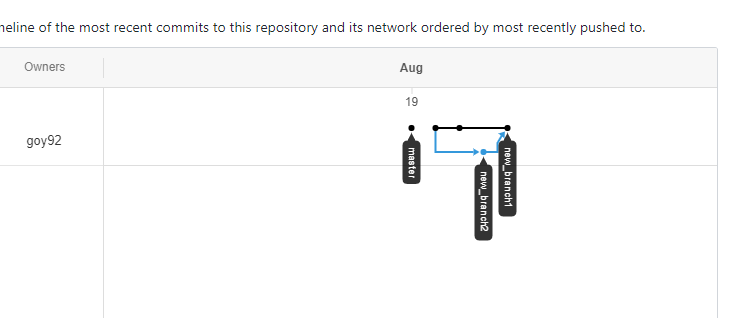 neline of the most recent commits to this repository and its network ordered by most recently pushed to.
Owners
Aug
19
goy92
master
new_branch1
new_branch2